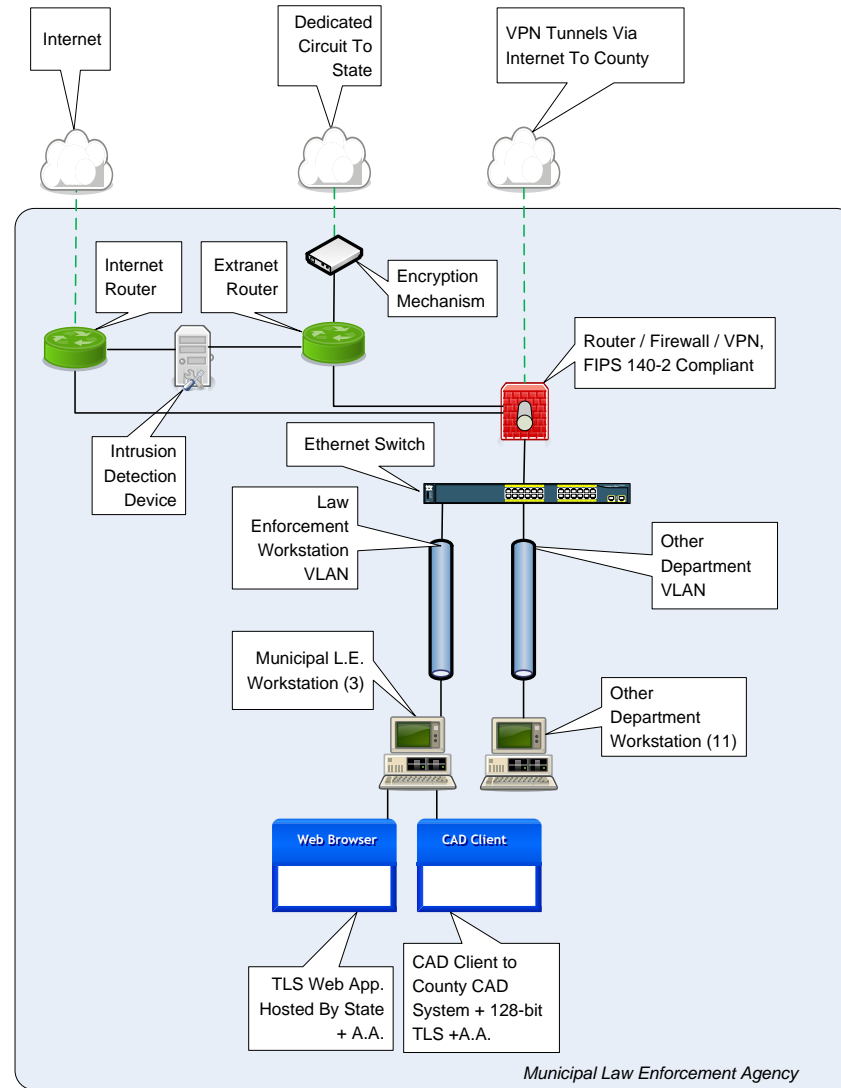 Internet
Dedicated
Circuit To
State
VPN Tunnels Via
Internet To County
Internet
Router
Extranet
Router
Encryption
Mechanism
Router / Firewall / VPN,
FIPS 140-2 Compliant
Intrusion
Detection
Device
Ethernet Switch
Law
Enforcement
Workstation
VLAN
Other
Department
VLAN
Municipal L.E.
Workstation (3)
Other
Department
Workstation (11)
Web Browser
CAD Client
TLS Web App.
Hosted By State
+ A.A.
CAD Client to
County CAD
System + 128-bit
TLS +A.A.
Municipal Law Enforcement Agency